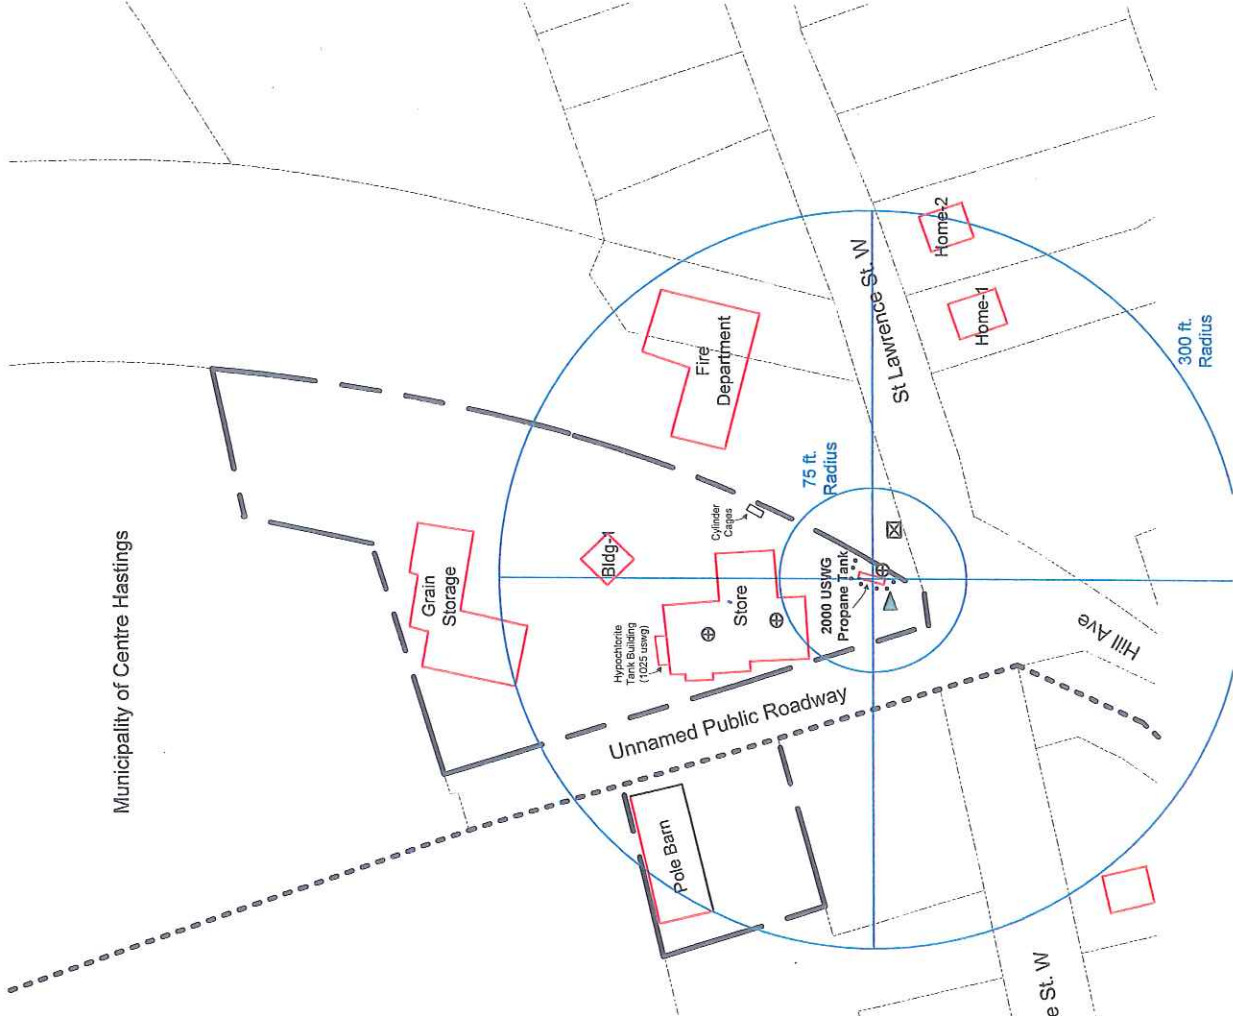 Municipality of Centre Hastings
Grain
Storage
Bldg-1
Fire
Department
Cylinder
Cages
Hypochlorite
Tank Building
(1025 uswg)
Store
75 ft.
Radius
2000 USWG
Propane Tank
St Lawrence St. W
Home-2
Home-1
300 ft.
Radius
Unnamed Public Roadway
Pole Barn
Hill Ave
e St. W